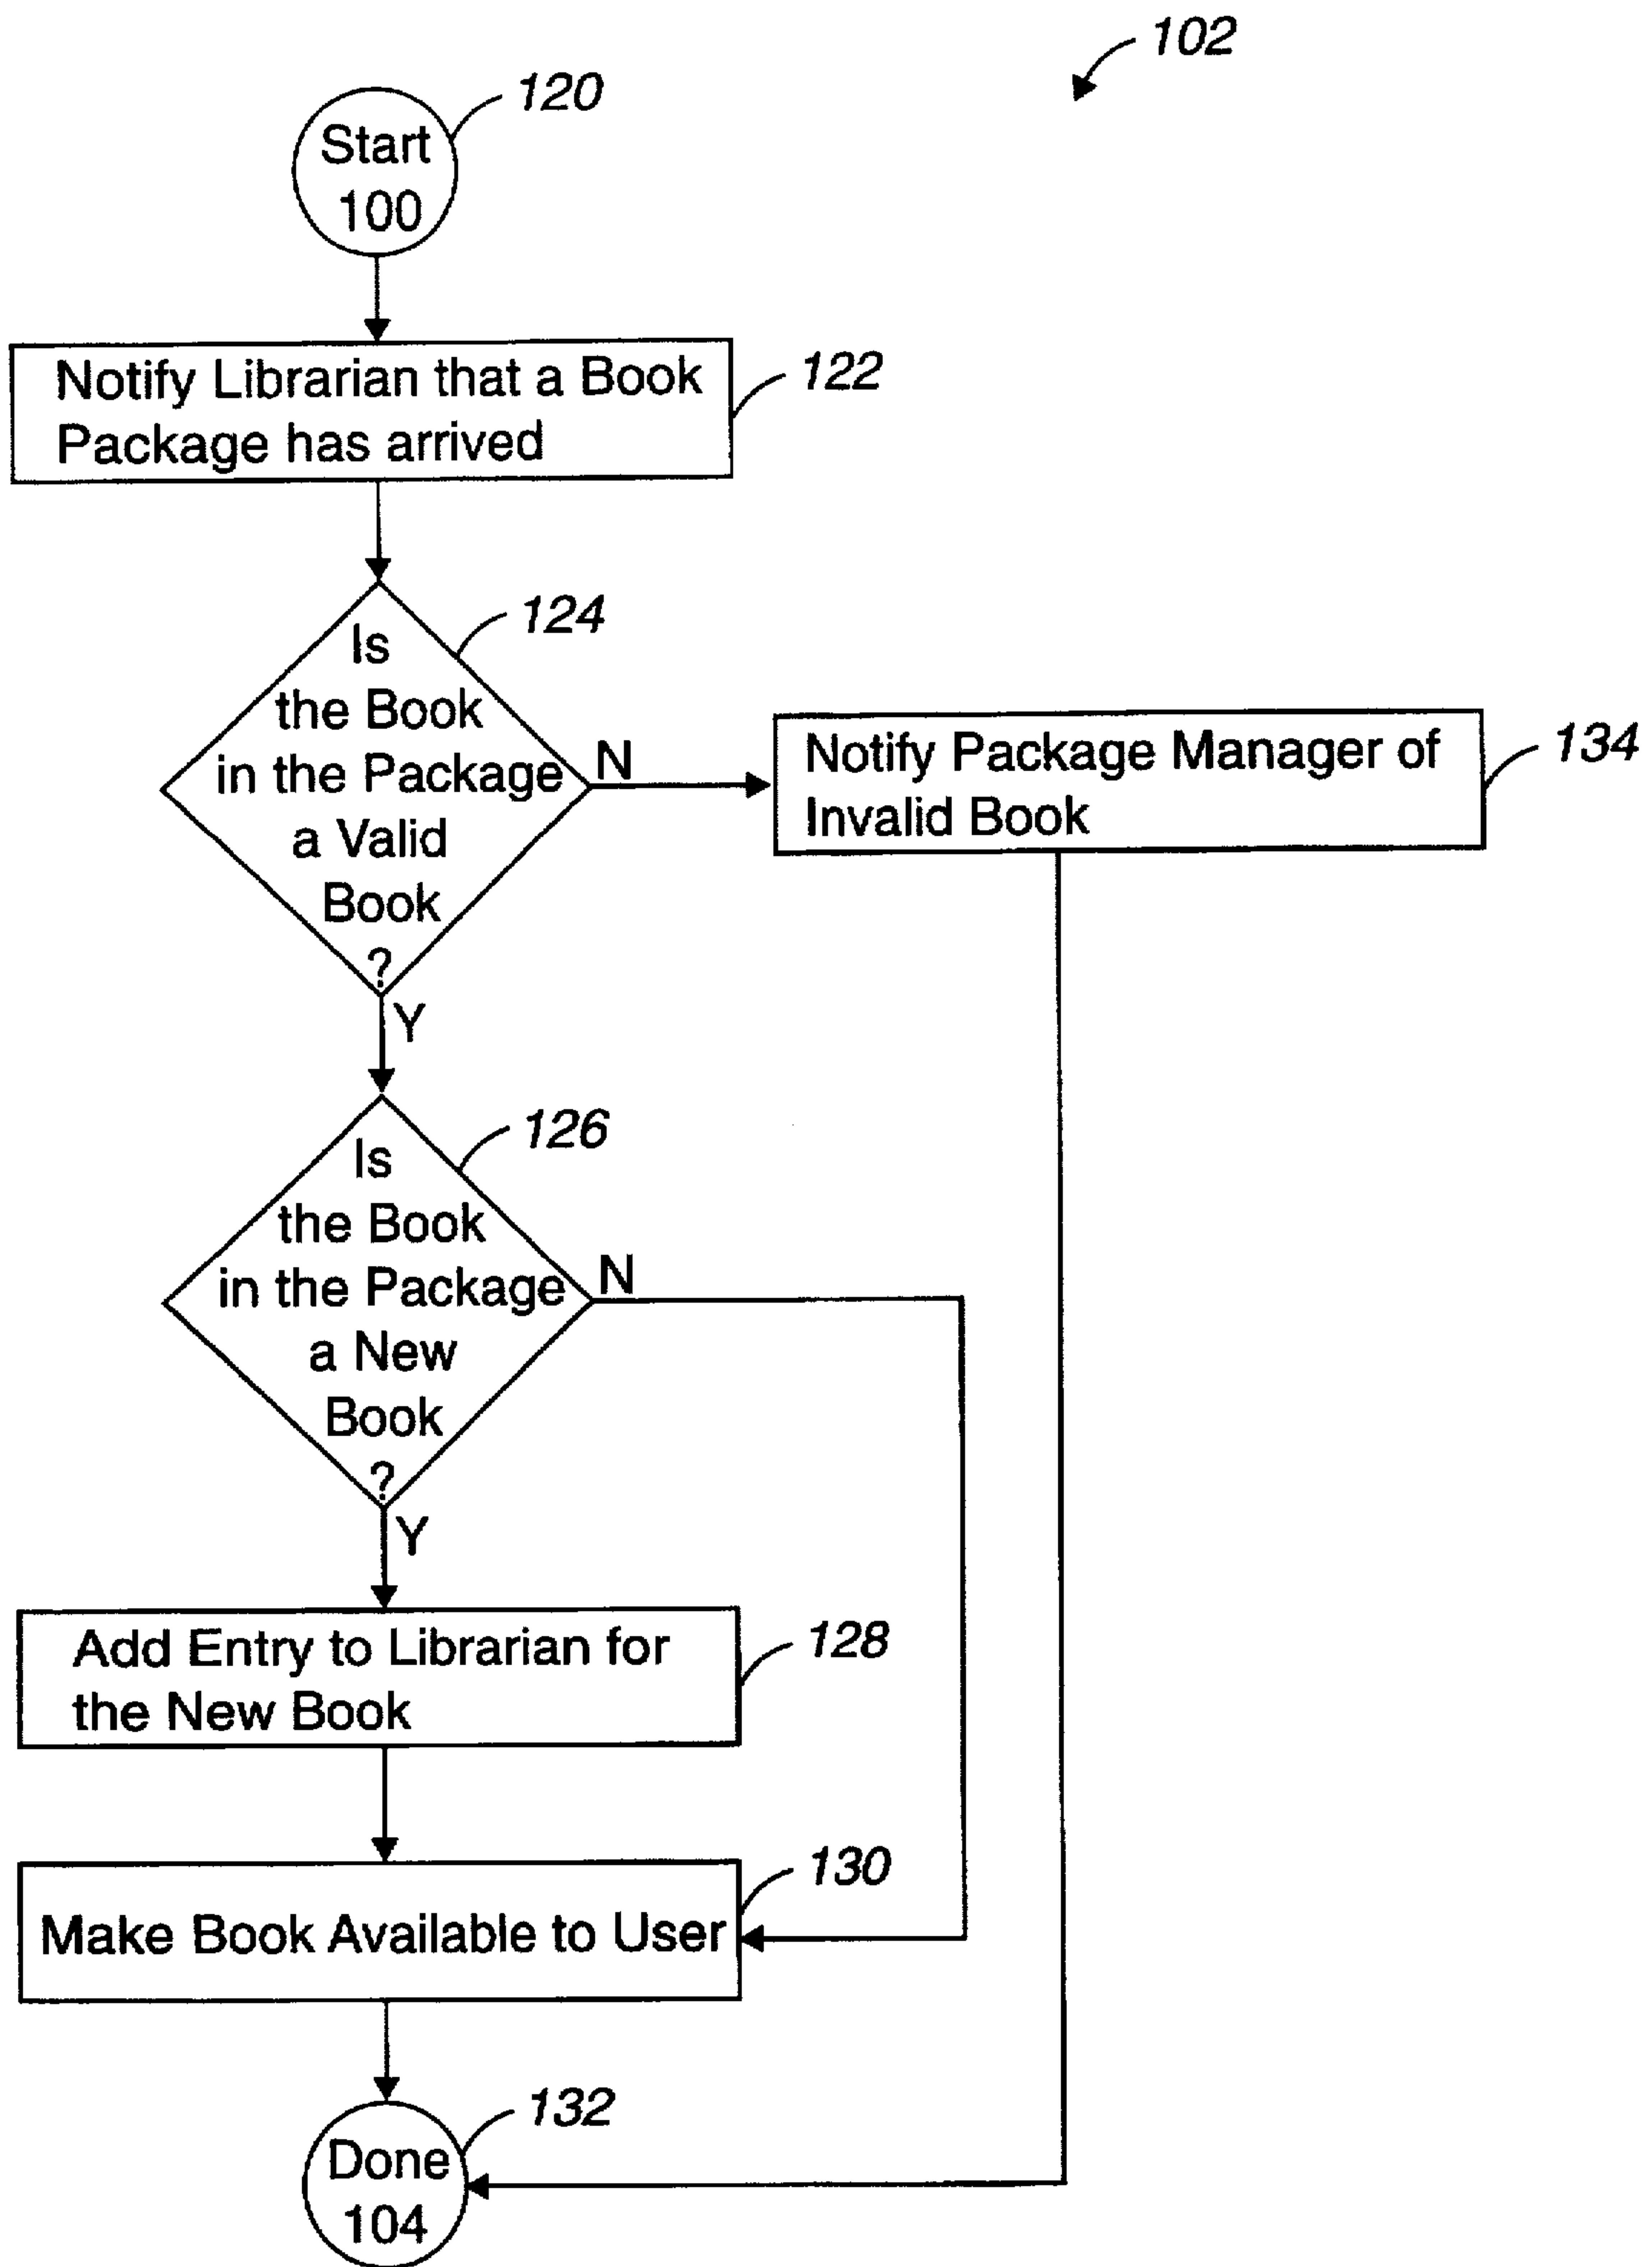 102
120
Start
100
Notify Librarian that a Book
Package has arrived
122
124
Is
the Book
in the Package
a Valid
Book
?
N
Y
Notify Package Manager of
Invalid Book
134
126
Is
the Book
in the Package
a New
Book
?
N
Y
Add Entry to Librarian for
the New Book
128
Make Book Available to User
130
132
Done
104